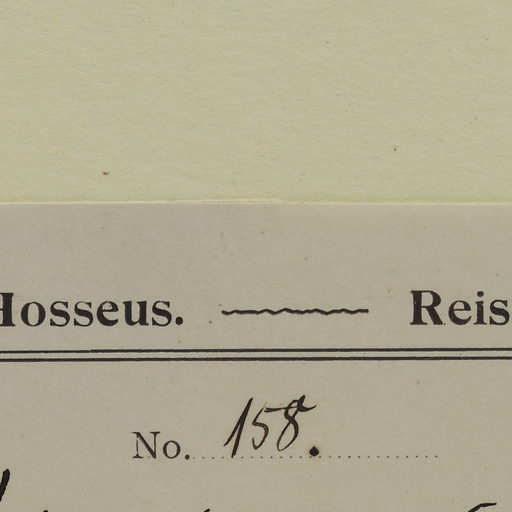 Hosseus. Reis
No. 158.